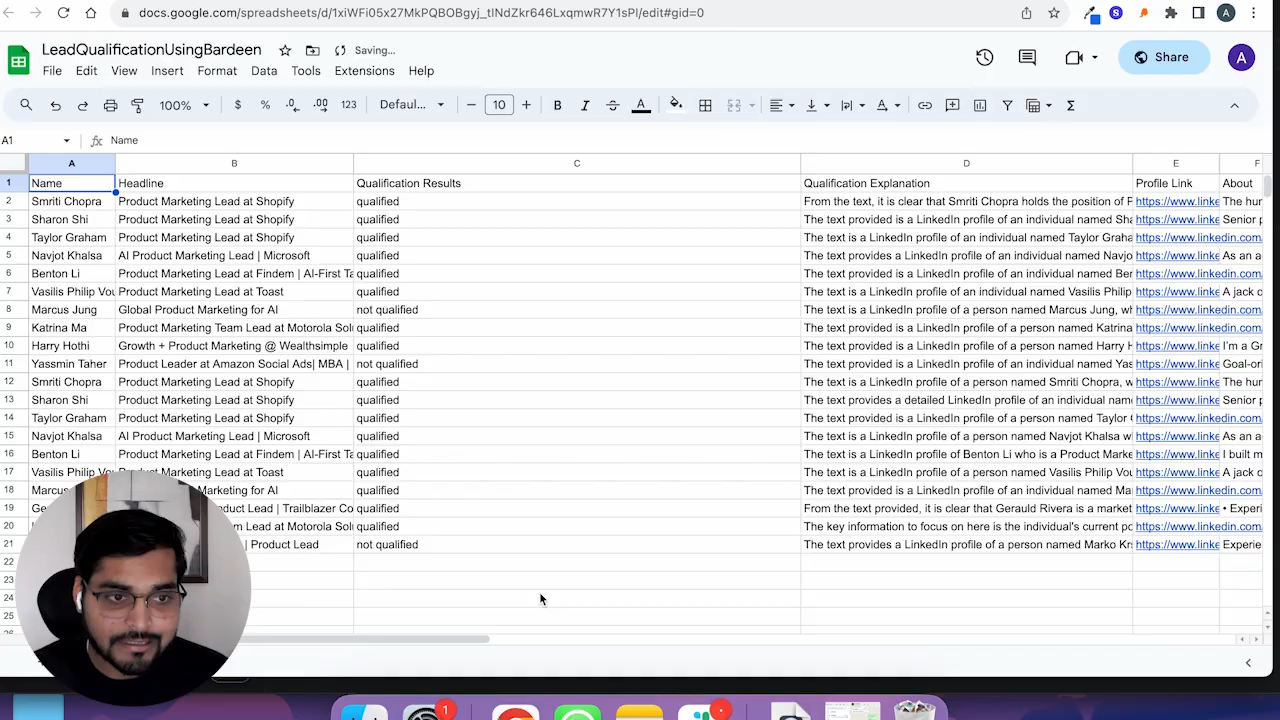 docs.google.com/spreadsheets/d/1xiWFi05x27MkPQBOBgyj_tINdZkr646LxqmwR7Y1sPI/edit#gid=0
A
LeadQualificationUsingBardeen
Saving...
File Edit View Insert Format Data Tools Extensions Help
Share
A
100% $ % .0 .00 123 Defaul... 10 B I S A Σ
A1 fx Name
A B C D E F
1 Name Headline Qualification Results Qualification Explanation Profile Link About
2 Smriti Chopra Product Marketing Lead at Shopify qualified From the text, it is clear that Smriti Chopra holds the position of P https://www.linke The hur
3 Sharon Shi Product Marketing Lead at Shopify qualified The text provided is a LinkedIn profile of an individual named Sha https://www.linke Senior p
4 Taylor Graham Product Marketing Lead at Shopify qualified The text is a LinkedIn profile of an individual named Taylor Graha https://www.linkedin.com/
5 Navjot Khalsa AI Product Marketing Lead | Microsoft qualified The text provides a LinkedIn profile of an individual named Navjo https://www.linke As an a
6 Benton Li Product Marketing Lead at Findem | AI-First Ta qualified The text provided is a LinkedIn profile of an individual named Ber https://www.linkedin.com/
7 Vasilis Philip Vou Product Marketing Lead at Toast qualified The text is a LinkedIn profile of an individual named Vasilis Philip https://www.linke A jack o
8 Marcus Jung Global Product Marketing for AI not qualified The text provided is a LinkedIn profile of a person named Marcus Jung, wh https://www.linkedin.com/
9 Katrina Ma Product Marketing Team Lead at Motorola Sol qualified The text provided is a LinkedIn profile of a person named Katrina https://www.linkedin.com/
10 Harry Hothi Growth + Product Marketing @ Wealthsimple qualified The text provided is a LinkedIn profile of a person named Harry H https://www.linke I'm a Gr
11 Yassmin Taher Product Leader at Amazon Social Ads| MBA | not qualified The text provided is a LinkedIn profile of an individual named Yas https://www.linke Goal-ori
12 Smriti Chopra Product Marketing Lead at Shopify qualified The text is a LinkedIn profile of a person named Smriti Chopra, w https://www.linke The hur
13 Sharon Shi Product Marketing Lead at Shopify qualified The text provides a detailed LinkedIn profile of an individual nam https://www.linke Senior p
14 Taylor Graham Product Marketing Lead at Shopify qualified The text provided is a LinkedIn profile of a person named Taylor https://www.linkedin.com/
15 Navjot Khalsa AI Product Marketing Lead | Microsoft qualified The text is a LinkedIn profile of a person named Navjot Khalsa w https://www.linke As an a
16 Benton Li Product Marketing Lead at Findem | AI-First Ta qualified The text is a LinkedIn profile of Benton Li who is a Product Marke https://www.linke I built m
17 Vasilis Philip Vou Product Marketing Lead at Toast qualified The text is a LinkedIn profile of a person named Vasilis Philip Vou https://www.linke A jack o
18 Marcus Marketing for AI qualified The text provided is a LinkedIn profile of an individual named Ma https://www.linkedin.com/
19 Ge duct Lead | Trailblazer Co qualified From the text provided, it is clear that Gerauld Rivera is a market https://www.linke • Experi
20 m Lead at Motorola Sol qualified The key information to focus on here is the individual's current po https://www.linkedin.com/
21 | Product Lead not qualified The text provides a LinkedIn profile of a person named Marko Kr https://www.linke Experie
22
23
24
25
1